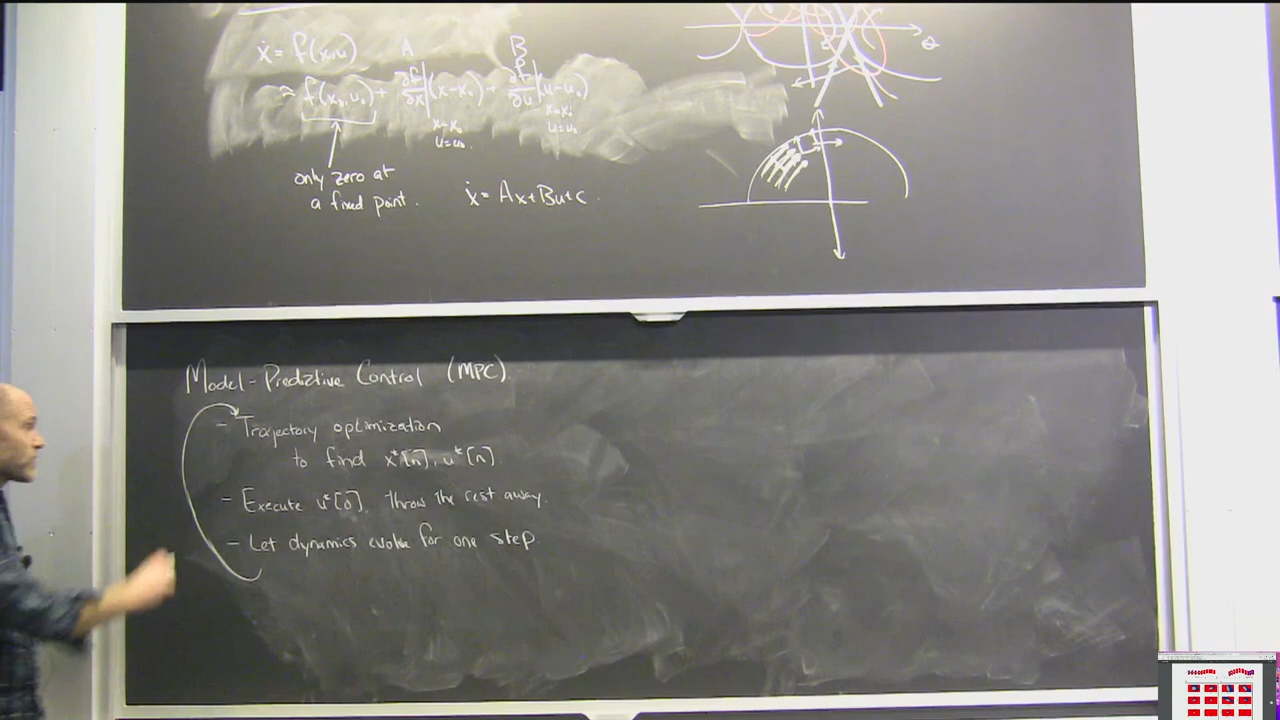 ẋ = f(x,u)
A B
≈ f(x₀,u₀) + ∂f/∂x|(x-x₀) + ∂f/∂u|(u-u₀)
x=x₀ x=x₀
u=u₀ u=u₀
only zero at
a fixed point.
ẋ = Ax+Bu+c
Model-Predictive Control (MPC)
- Trajectory optimization
to find x*[n], u*[n].
- Execute u*[0], throw the rest away.
- Let dynamics evolve for one step.